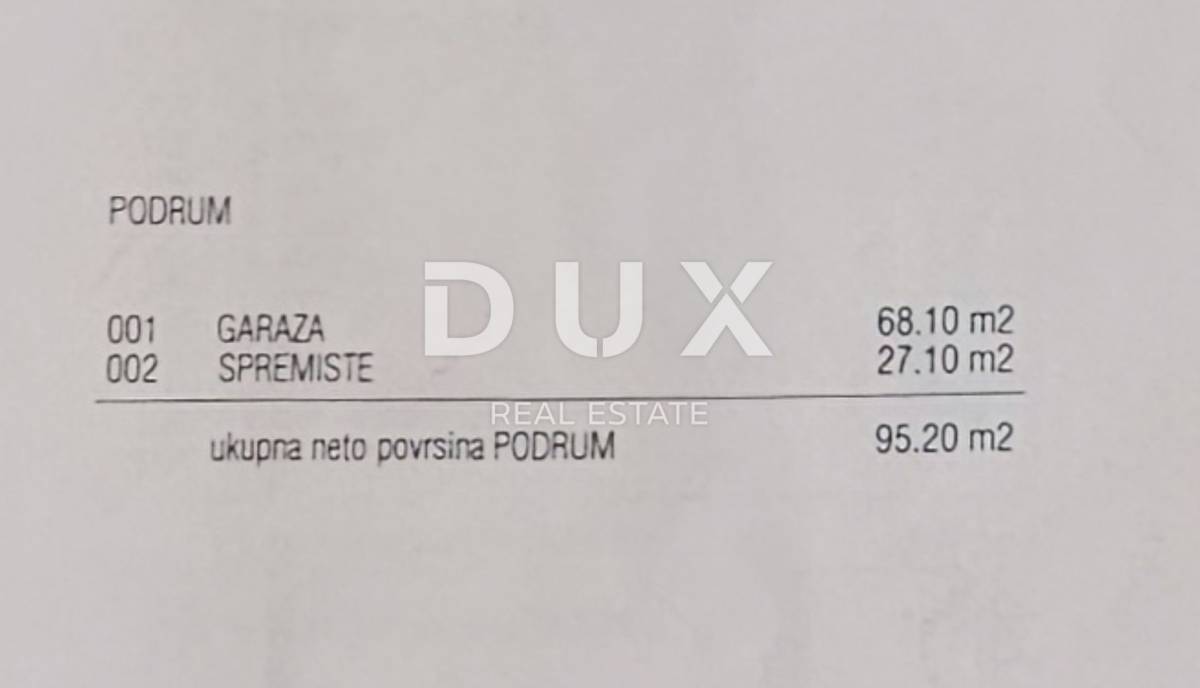 PODRUM
DUX
001 GARAZA 68.10 m2
002 SPREMISTE 27.10 m2
REAL ESTATE
ukupna neto povrsina PODRUM 95.20 m2